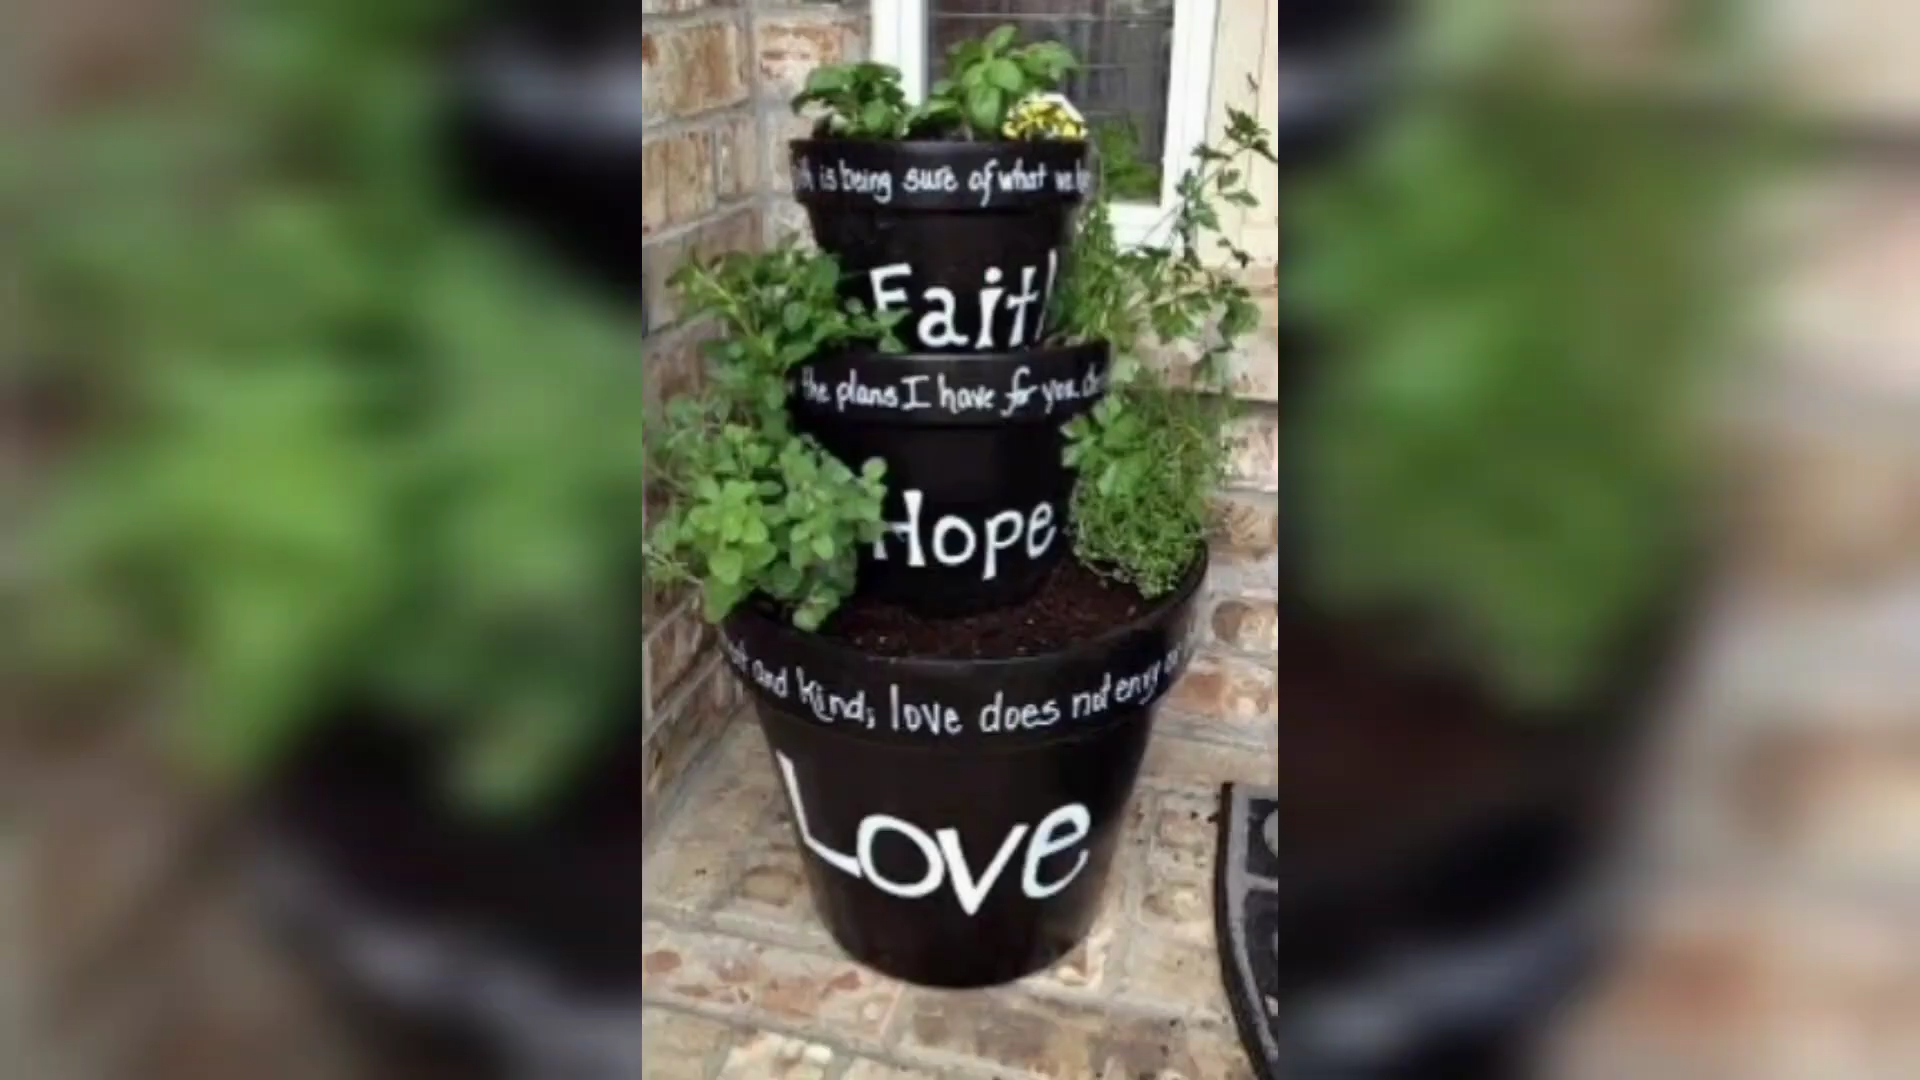 is being sure of what we
Faith
the plans I have for you
Hope
and kind, love does not envy
Love